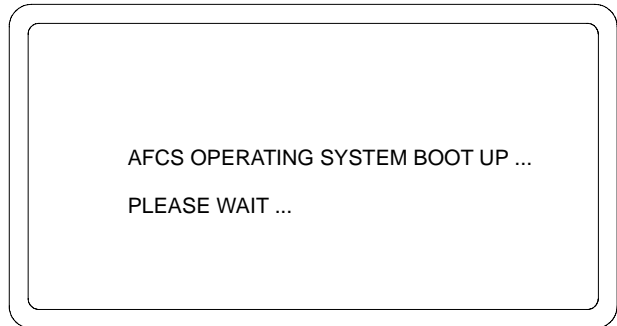 AFCS OPERATING SYSTEM BOOT UP ...
PLEASE WAIT ...